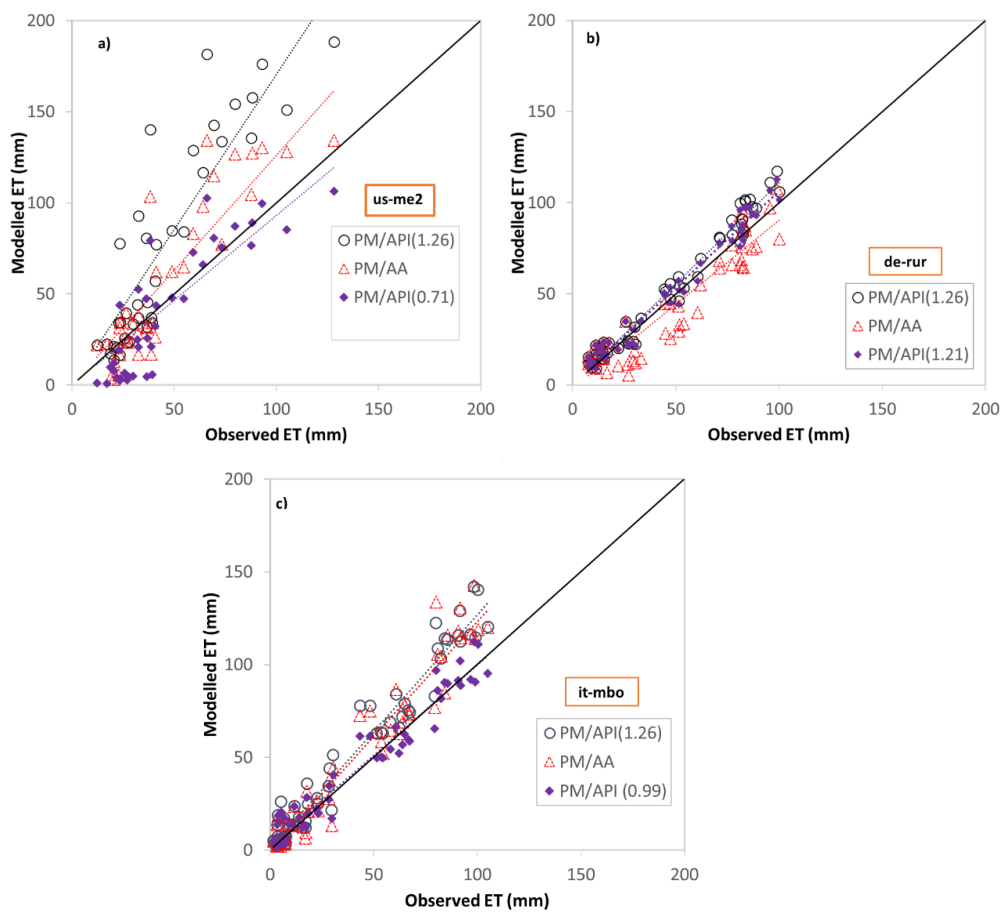 a)
200
150
100
50
0
Modelled ET (mm)
us-me2
PM/API(1.26)
PM/AA
PM/API(0.71)
0 50 100 150 200
Observed ET (mm)
b)
200
150
100
50
0
Modelled ET (mm)
de-rur
PM/API(1.26)
PM/AA
PM/API(1.21)
0 50 100 150 200
Observed ET (mm)
c)
200
150
100
50
0
Modelled ET (mm)
it-mbo
PM/API(1.26)
PM/AA
PM/API (0.99)
0 50 100 150 200
Observed ET (mm)